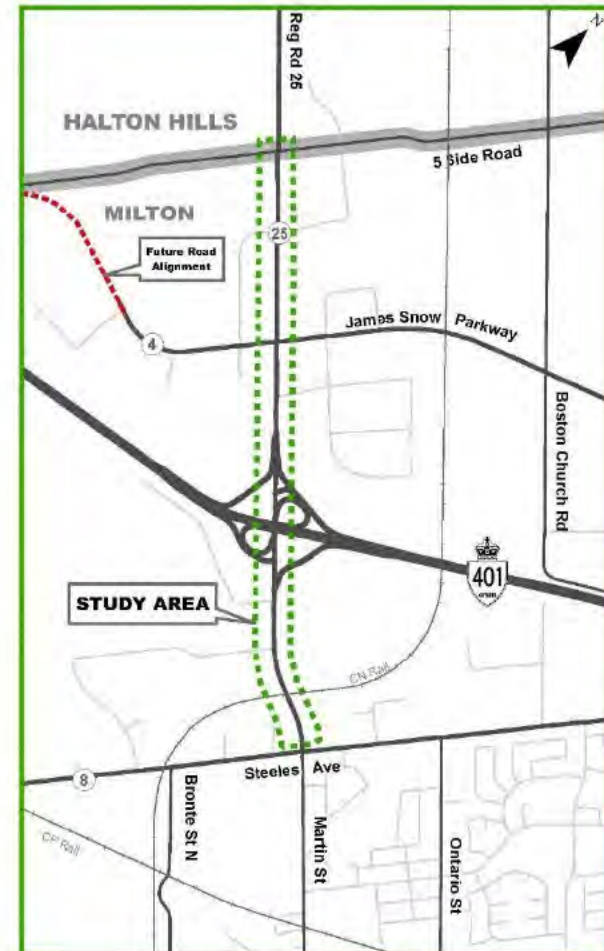 Reg Rd 25
N
HALTON HILLS
5 Side Road
MILTON
Future Road
Alignment
25
James Snow Parkway
4
Boston Church Rd
401
STUDY AREA
CN Rail
Steeles Ave
8
Bronte St N
Martin St
Ontario St
CP Rail